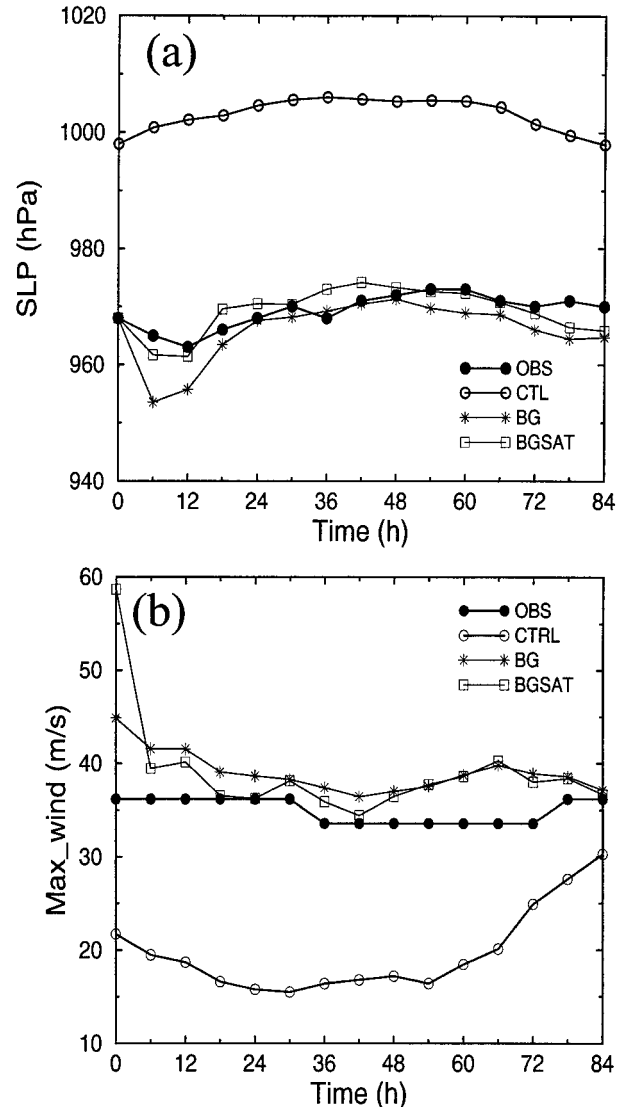 1020
(a)
1000
SLP (hPa)
980
960
OBS
CTL
BG
BGSAT
940
0 12 24 36 48 60 72 84
Time (h)
60
(b)
OBS
CTRL
BG
BGSAT
50
Max_wind (m/s)
40
30
20
10
0 12 24 36 48 60 72 84
Time (h)